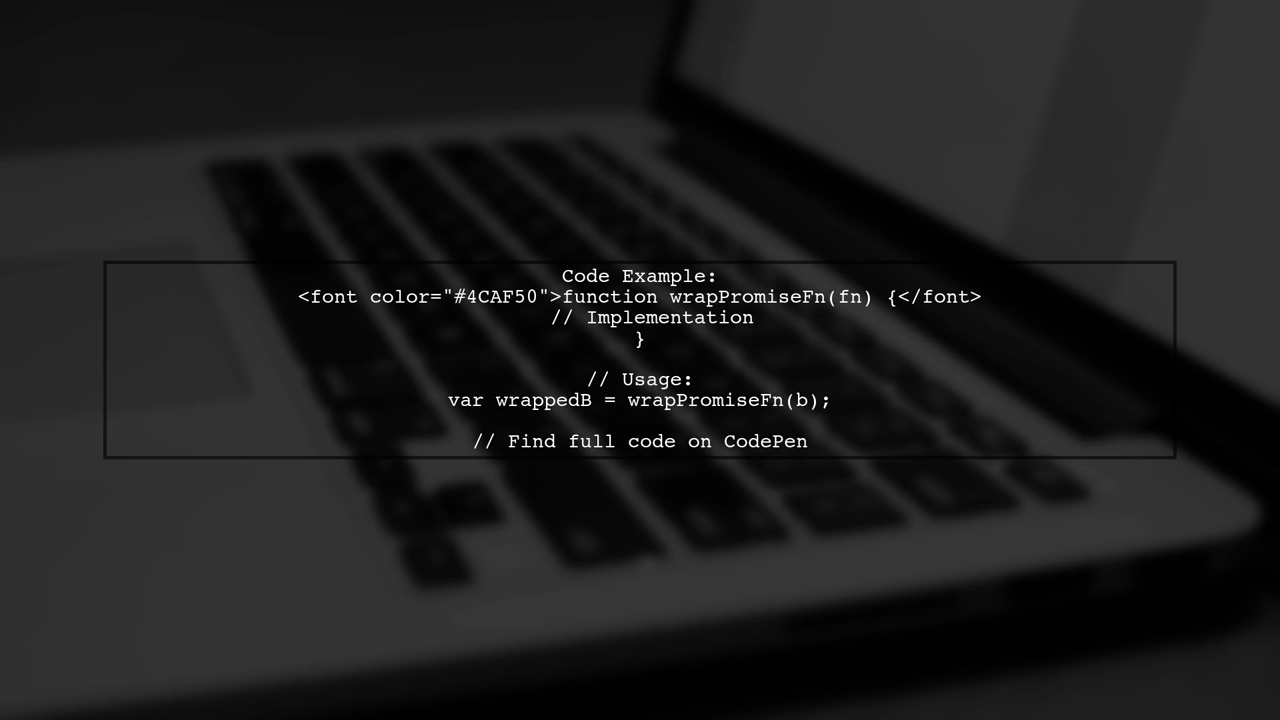 Code Example:
<font color="#4CAF50">function wrapPromiseFn(fn) {</font>
// Implementation
}
// Usage:
var wrappedB = wrapPromiseFn(b);
// Find full code on CodePen